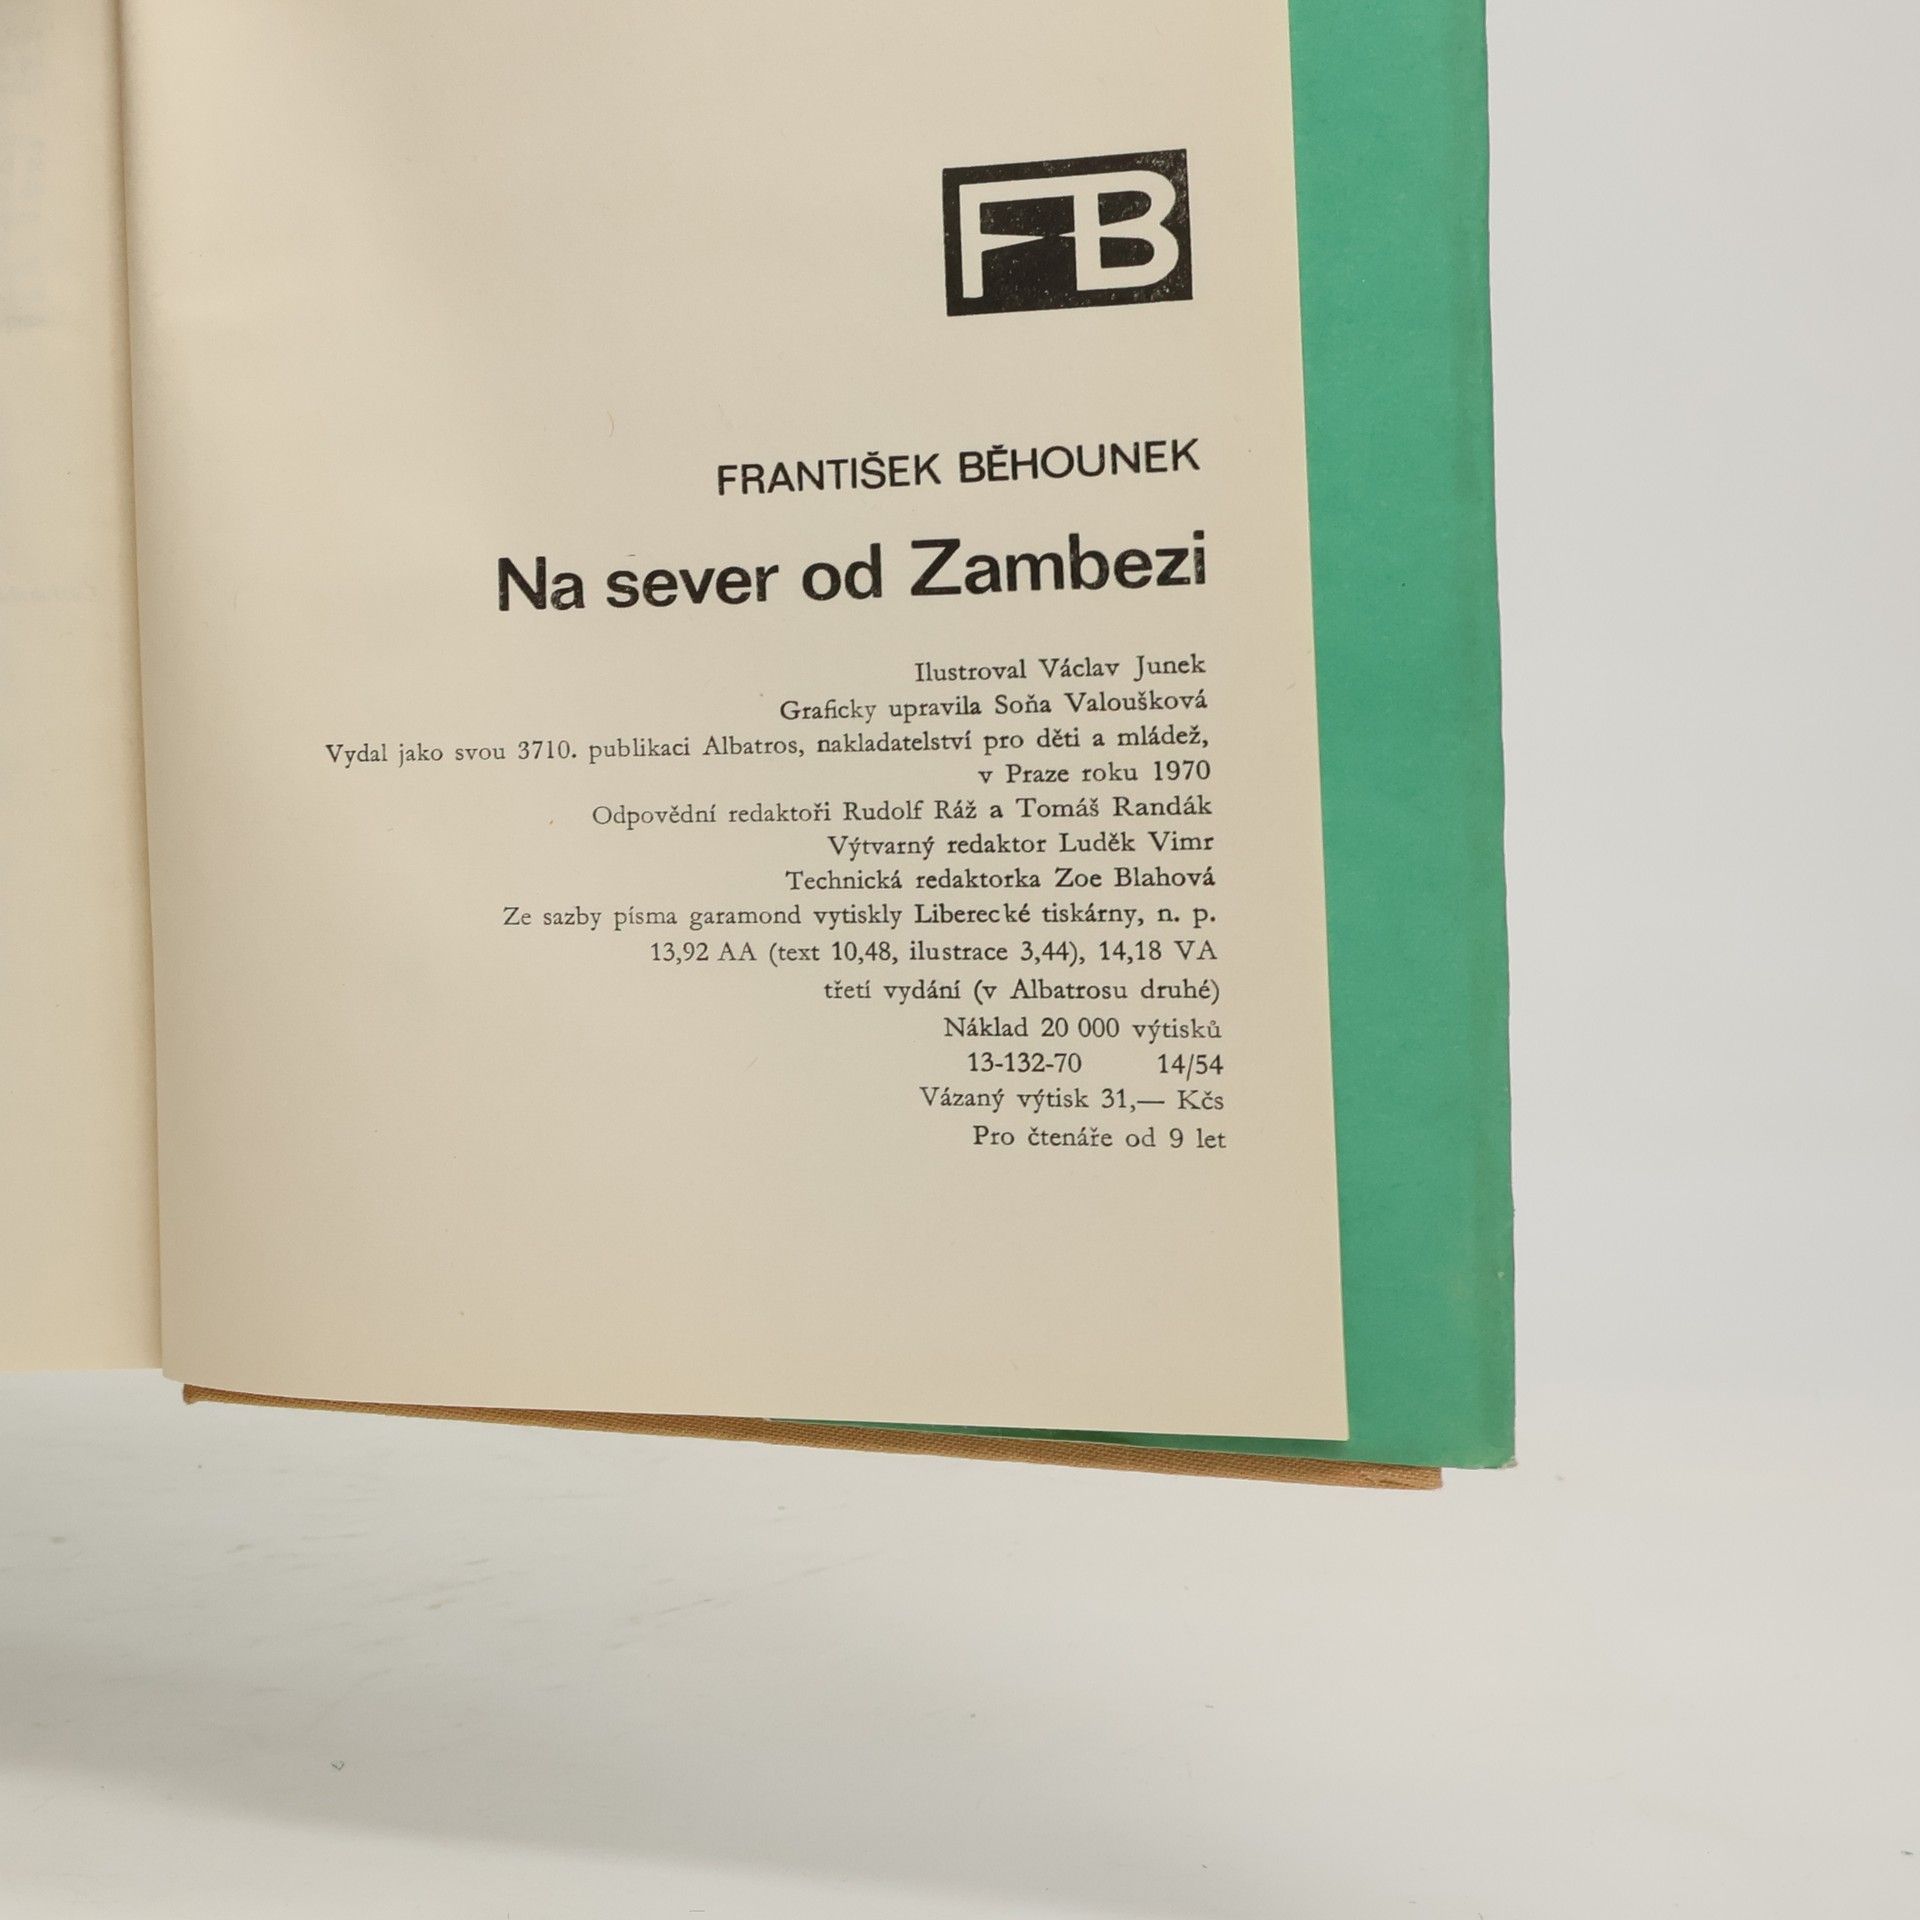 FB
FRANTIŠEK BĚHOUNEK
Na sever od Zambezi
Ilustroval Václav Junek
Graficky upravila Soňa Valoušková
Vydal jako svou 3710. publikaci Albatros, nakladatelství pro děti a mládež,
v Praze roku 1970
Odpovědní redaktoři Rudolf Ráž a Tomáš Randák
Výtvarný redaktor Luděk Vimr
Technická redaktorka Zoe Blahová
Ze sazby písma garamond vytiskly Liberecké tiskárny, n. p.
13,92 AA (text 10,48, ilustrace 3,44), 14,18 VA
třetí vydání (v Albatrosu druhé)
Náklad 20 000 výtisků
13-132-70 14/54
Vázaný výtisk 31,— Kčs
Pro čtenáře od 9 let